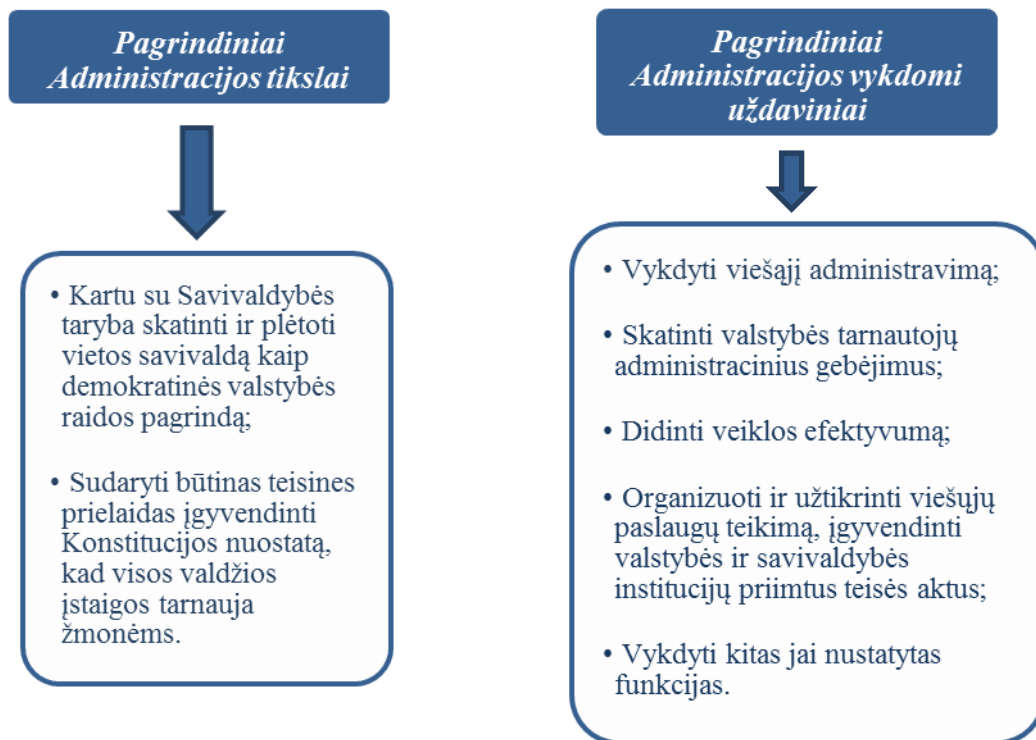 Pagrindiniai
Administracijos tikslai
• Kartu su Savivaldybės
taryba skatinti ir plėtoti
vietos savivaldą kaip
demokratinės valstybės
raidos pagrindą;
• Sudaryti būtinas teisines
prielaidas įgyvendinti
Konstitucijos nuostatą,
kad visos valdžios
įstaigos tarnauja
žmonėms.
Pagrindiniai
Administracijos vykdomi
uždaviniai
• Vykdyti viešąjį administravimą;
• Skatinti valstybės tarnautojų
administracinius gebėjimus;
• Didinti veiklos efektyvumą;
• Organizuoti ir užtikrinti viešųjų
paslaugų teikimą, įgyvendinti
valstybės ir savivaldybės
institucijų priimtus teisės aktus;
• Vykdyti kitas jai nustatytas
funkcijas.